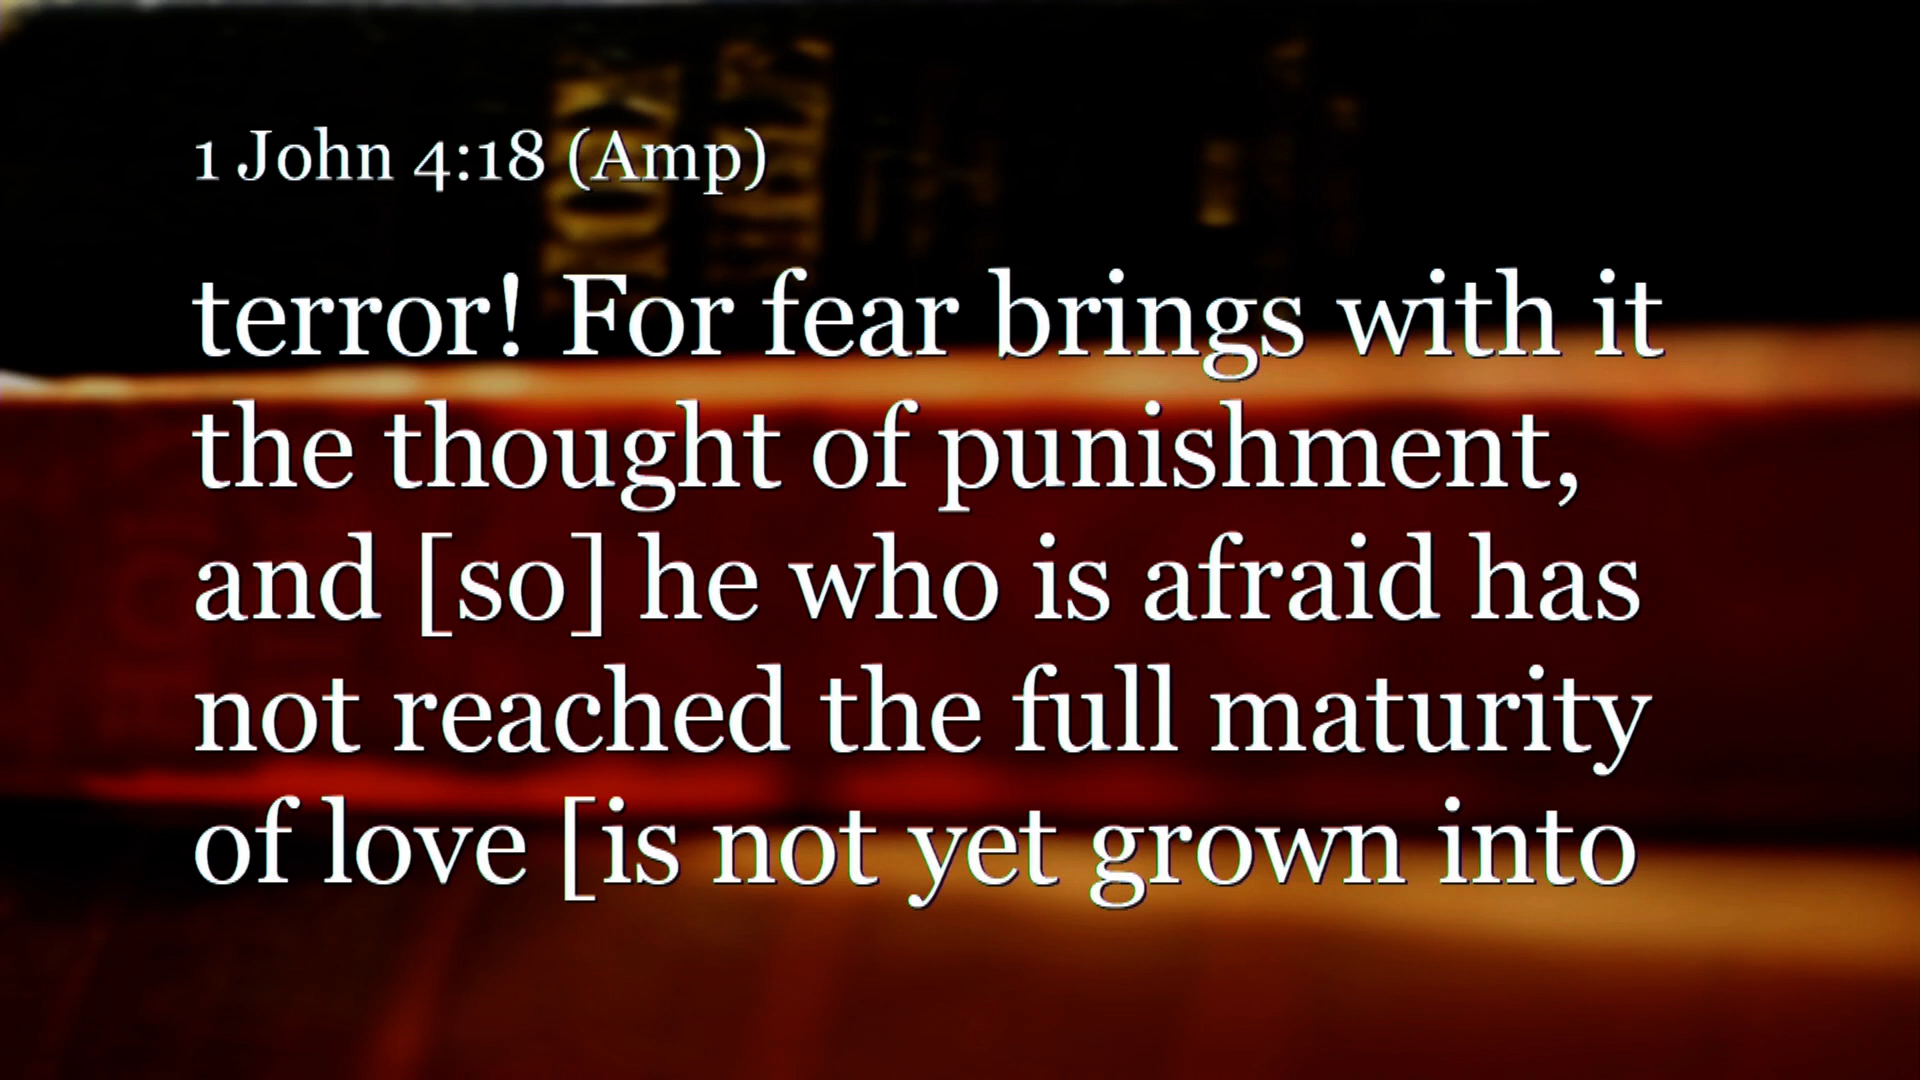 1 John 4:18 (Amp)
terror! For fear brings with it
the thought of punishment,
and [so] he who is afraid has
not reached the full maturity
of love [is not yet grown into